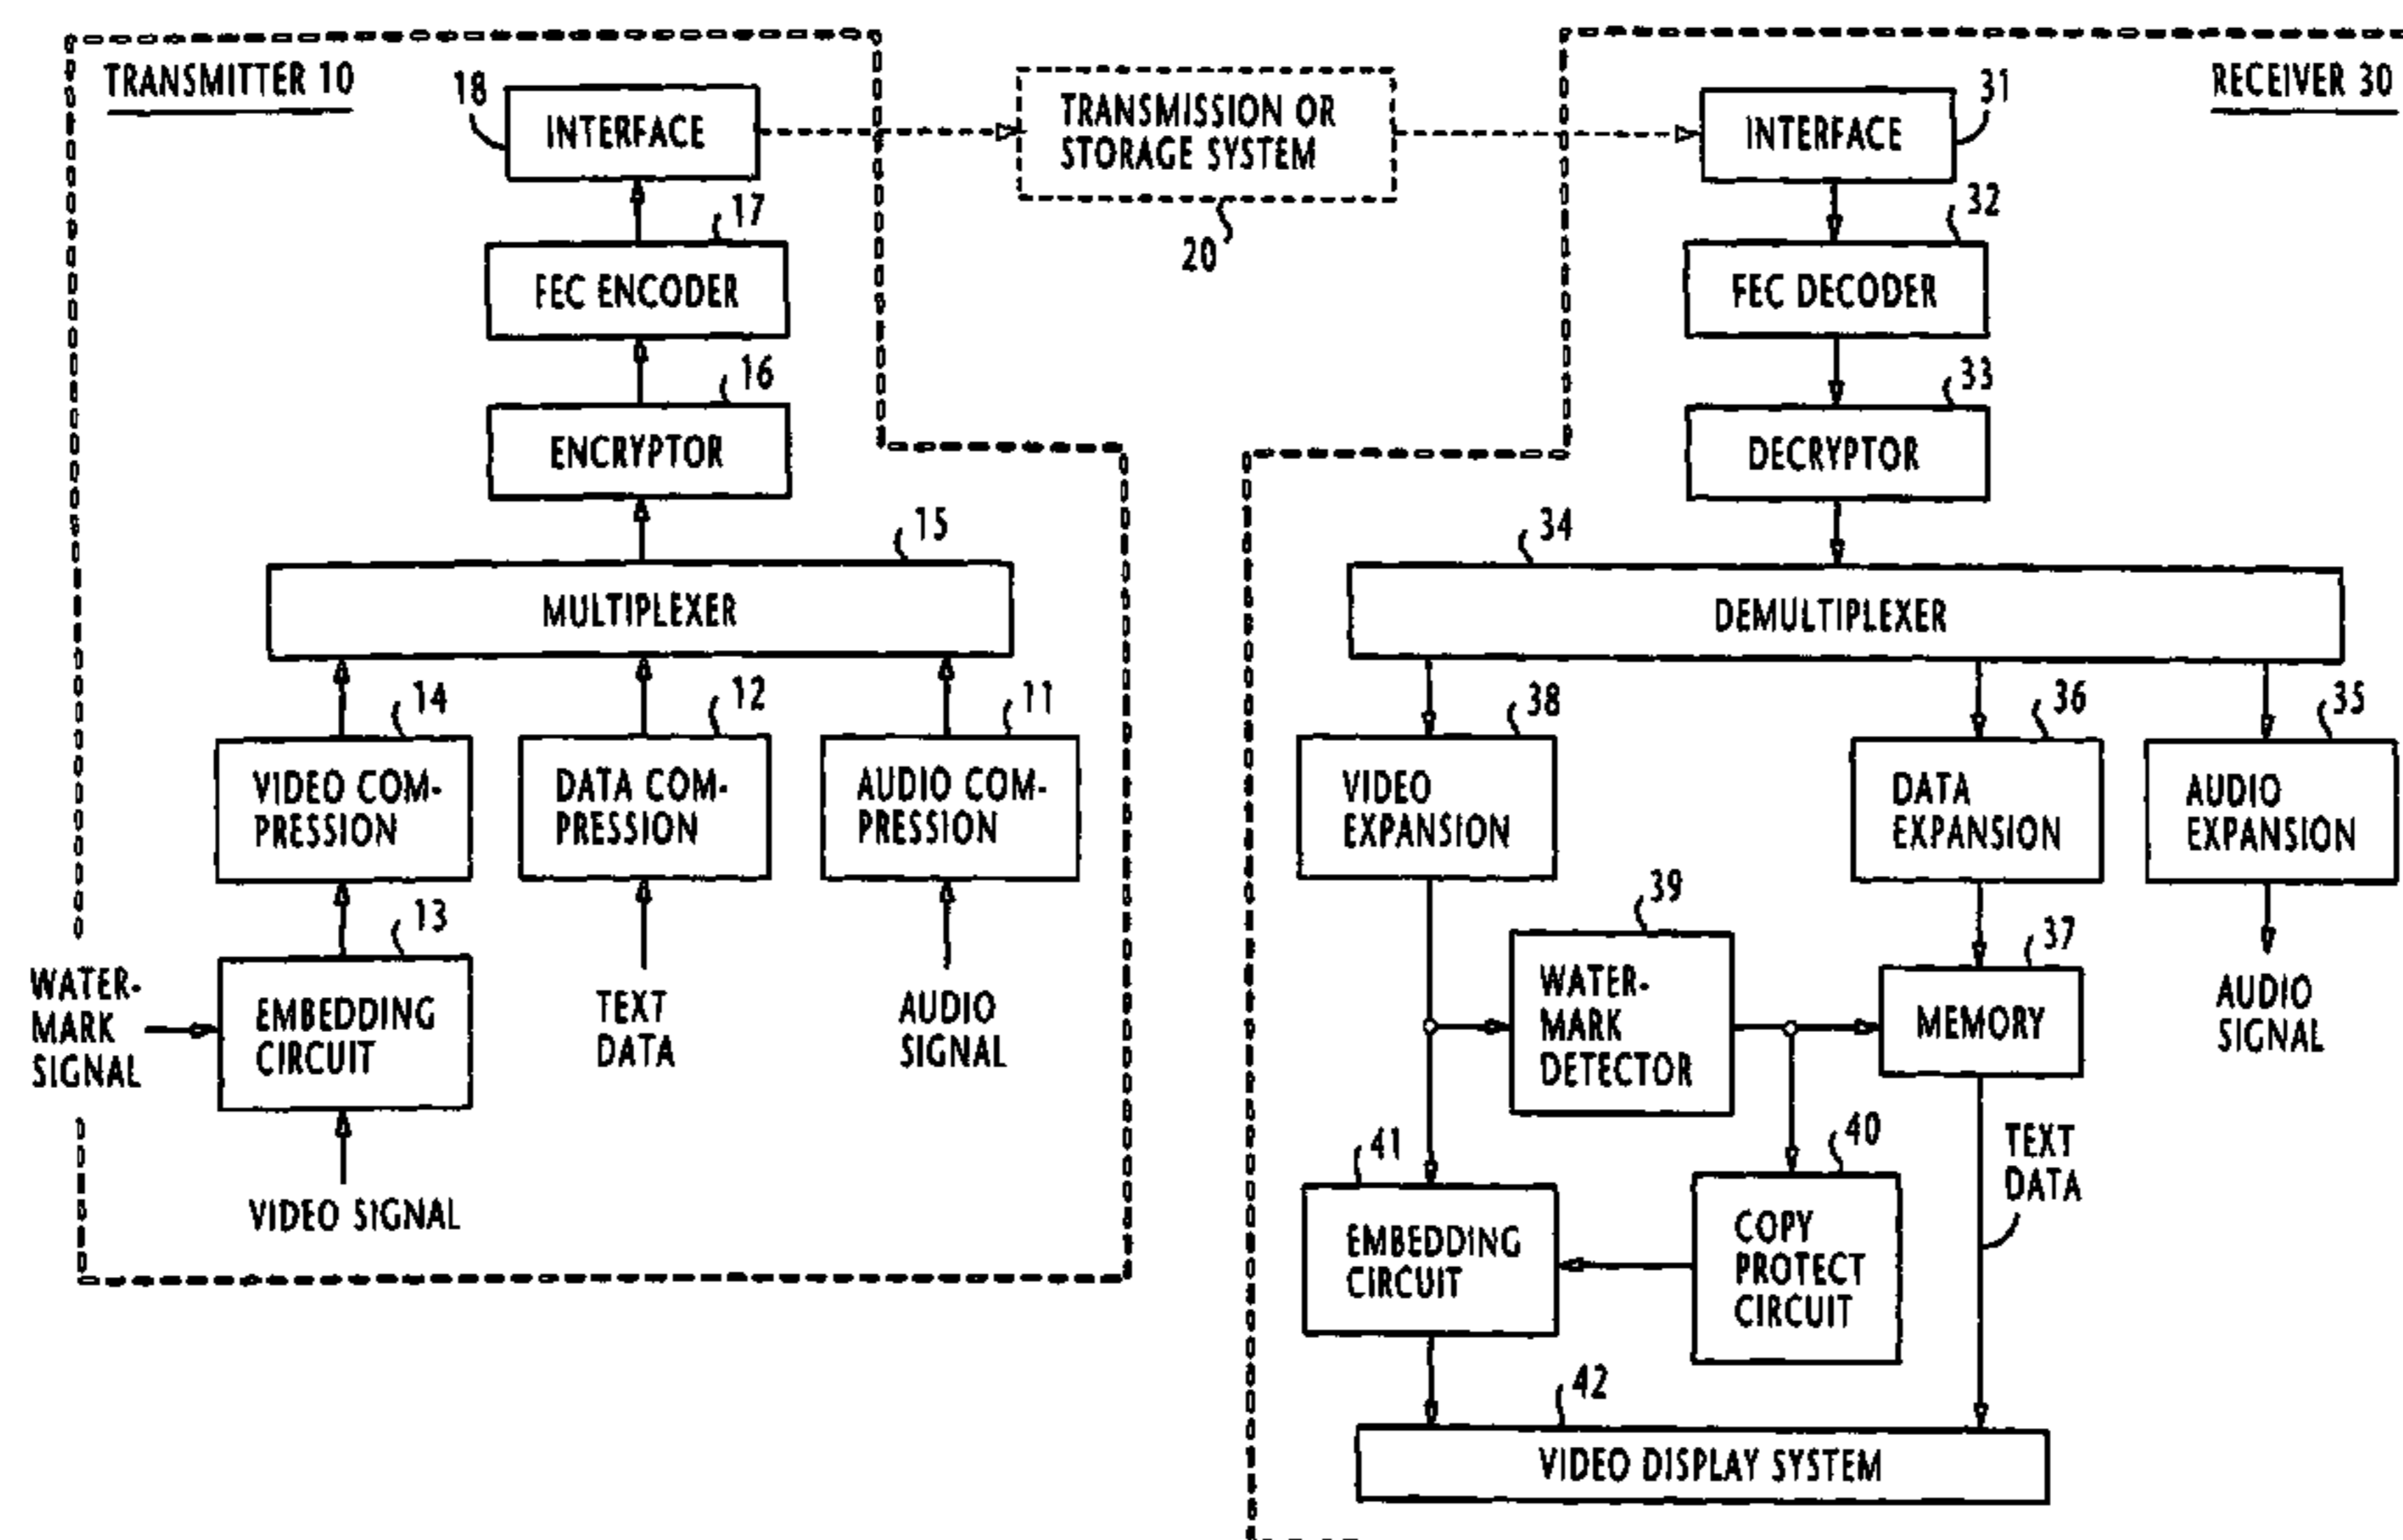 TRANSMITTER 10
18
INTERFACE
17
FEC ENCODER
16
ENCRYPTOR
15
MULTIPLEXER
14
VIDEO COM-
PRESSION
12
DATA COM-
PRESSION
11
AUDIO COM-
PRESSION
13
EMBEDDING
CIRCUIT
WATER-
MARK
SIGNAL
VIDEO SIGNAL
TEXT
DATA
AUDIO
SIGNAL
TRANSMISSION OR
STORAGE SYSTEM
20
RECEIVER 30
31
INTERFACE
32
FEC DECODER
33
DECRYPTOR
34
DEMULTIPLEXER
38
VIDEO
EXPANSION
36
DATA
EXPANSION
35
AUDIO
EXPANSION
39
WATER-
MARK
DETECTOR
37
MEMORY
AUDIO
SIGNAL
41
EMBEDDING
CIRCUIT
40
COPY
PROTECT
CIRCUIT
TEXT
DATA
42
VIDEO DISPLAY SYSTEM